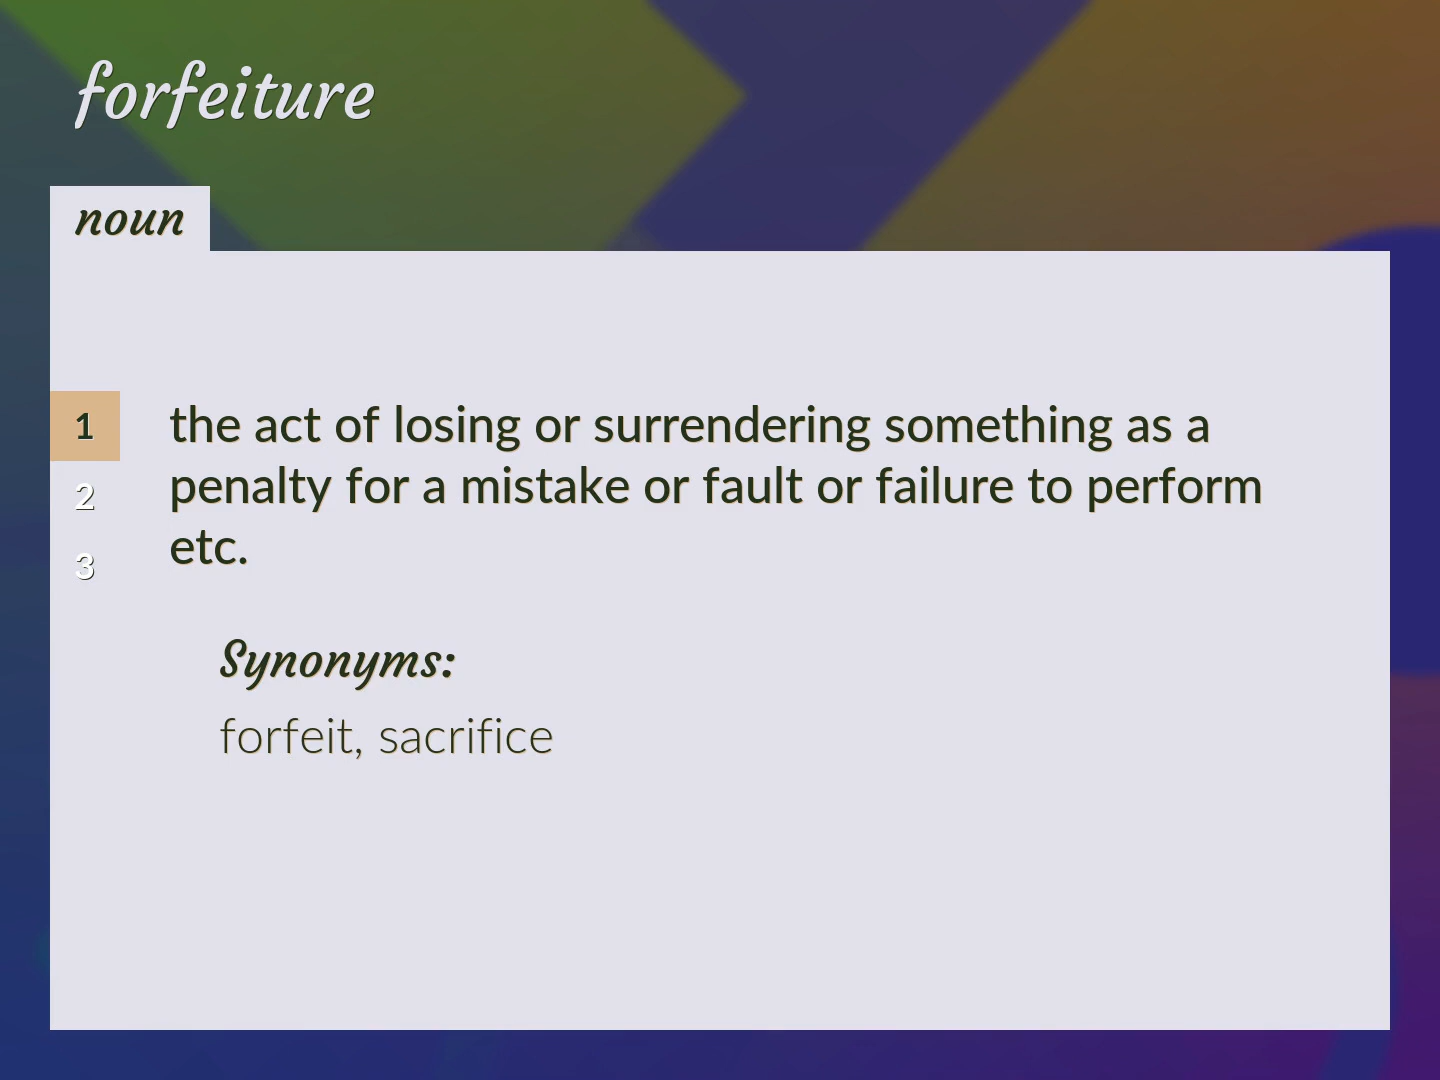 forfeiture
noun
1
the act of losing or surrendering something as a
penalty for a mistake or fault or failure to perform
etc.
2
3
Synonyms:
forfeit, sacrifice